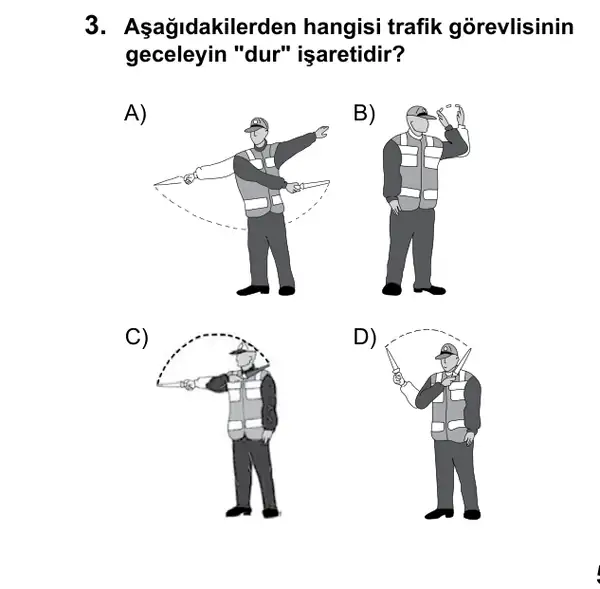 3. Aşağıdakilerden hangisi trafik görevlisinin
geceleyin "dur" işaretidir?
A)
B)
C)
D)